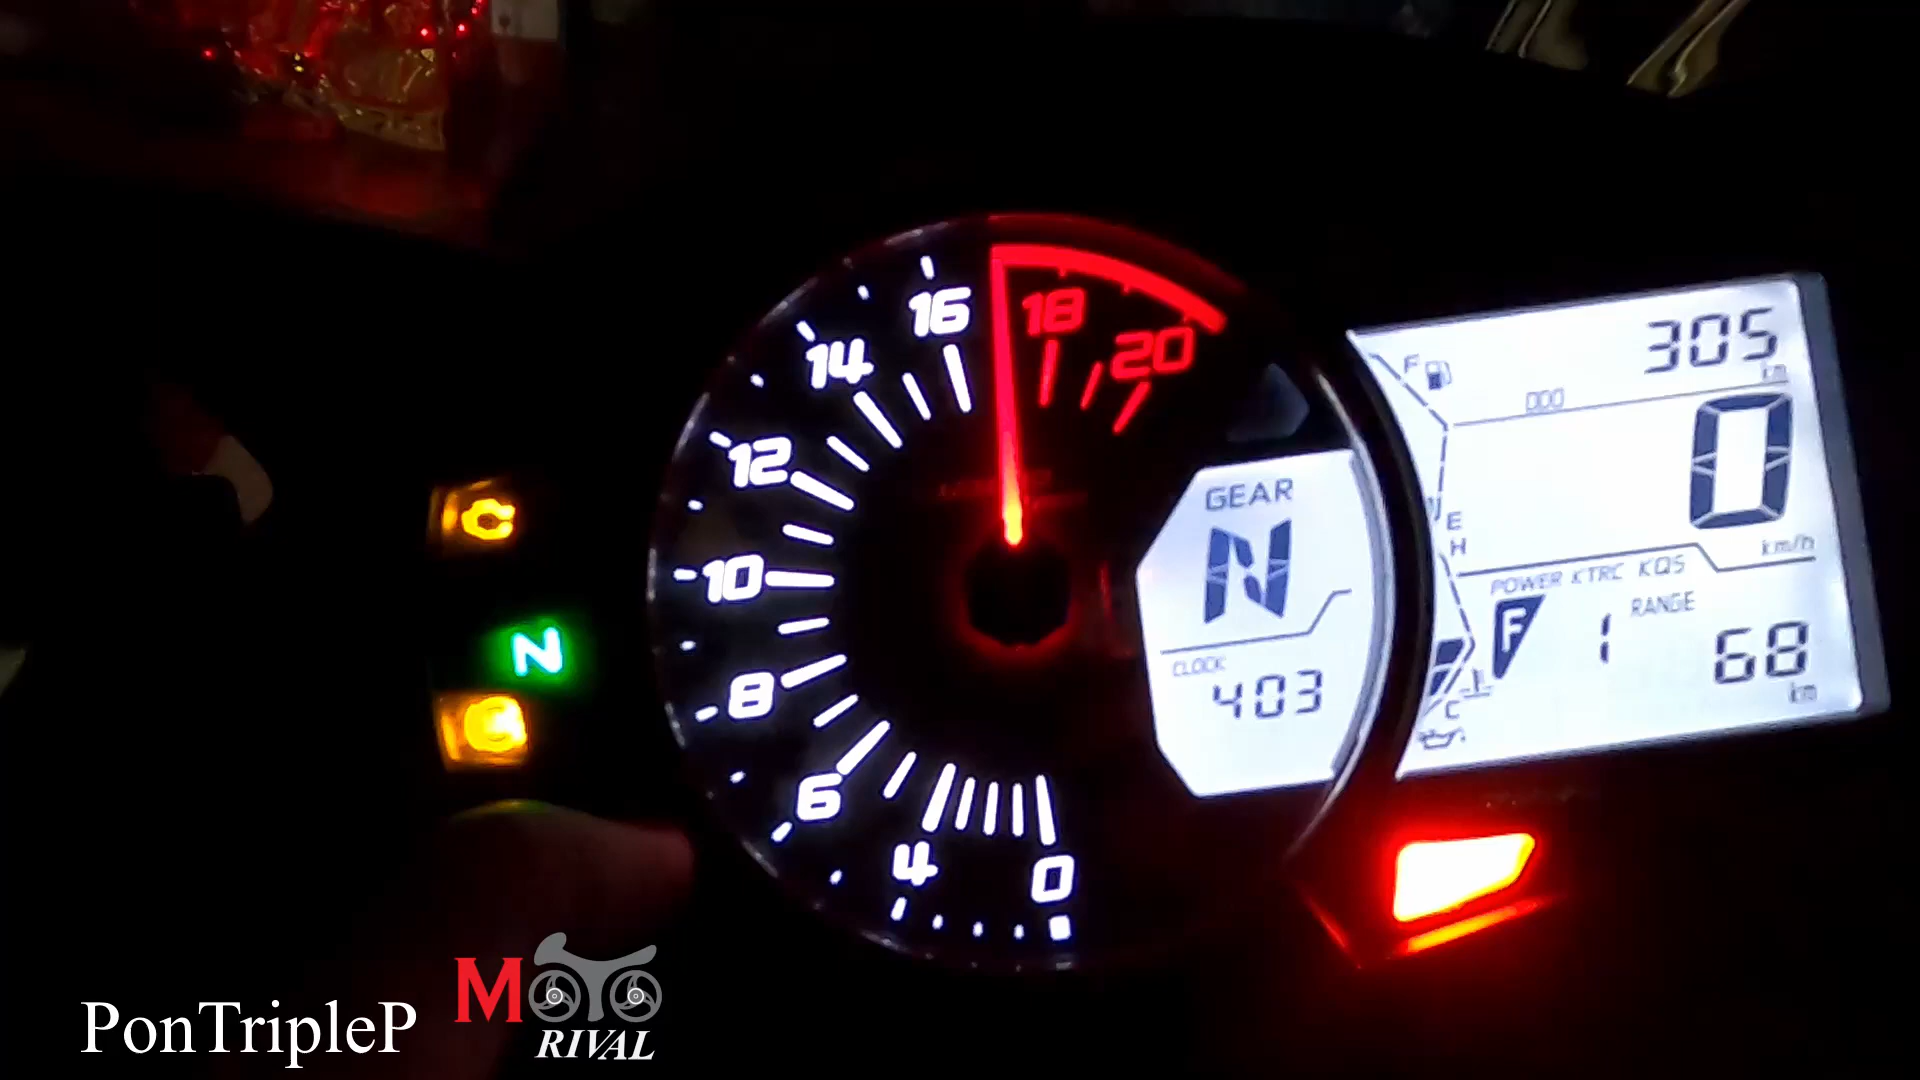 16
18
14
20
12
10
8
6
4
0
N
GEAR
N
CLOCK
403
F
305
km
0
E
H
km/h
POWER KTRC KQS
F
1
RANGE
68
km
C
PonTripleP
MOTO
RIVAL